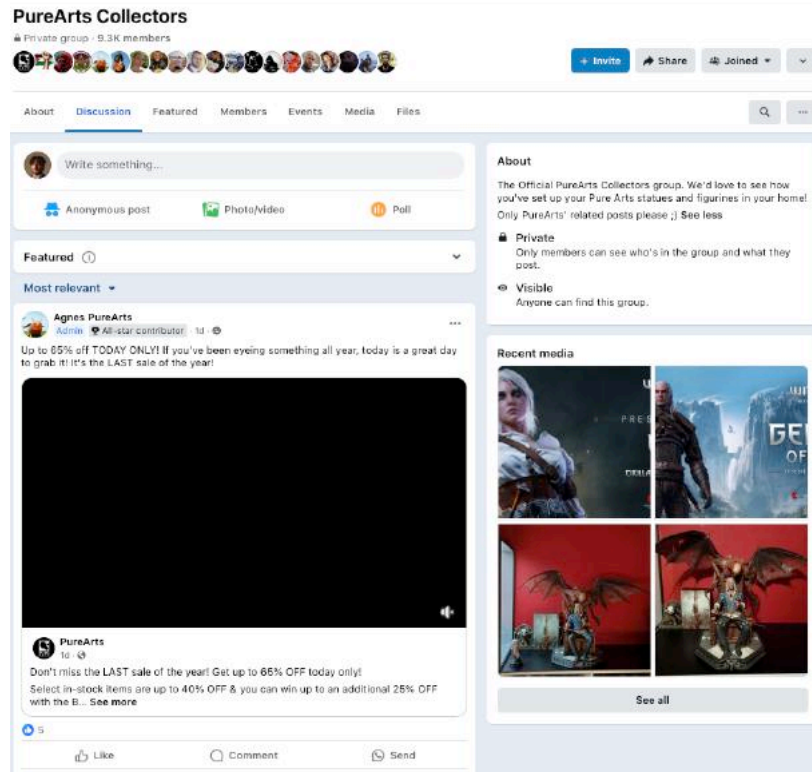 PureArts Collectors
Private group · 9.3K members
+ Invite
Share
Joined
About
Discussion
Featured
Members
Events
Media
Files
Write something...
Anonymous post
Photo/video
Poll
Featured
Most relevant
Agnes PureArts
Admin All-star contributor · 1d ·
Up to 65% off TODAY ONLY! If you've been eyeing something all year, today is a great day
to grab it! It's the LAST sale of the year!
PureArts
1d ·
Don't miss the LAST sale of the year! Get up to 65% OFF today only!
Select in-stock items are up to 40% OFF & you can win up to an additional 25% OFF
with the B... See more
5
Like
Comment
Send
About
The Official PureArts Collectors group. We'd love to see how
you've set up your Pure Arts statues and figurines in your home!
Only PureArts' related posts please ;) See less
Private
Only members can see who's in the group and what they
post.
Visible
Anyone can find this group.
Recent media
PRES
WIT
GE
OF
See all